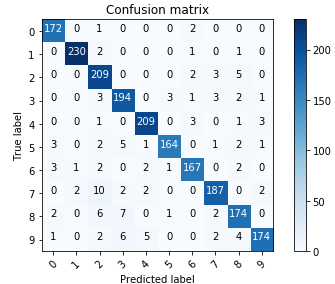 Confusion matrix
0 172 0 1 0 0 0 2 0 0 0
1 0 230 2 0 0 0 1 0 1 0
2 0 0 209 0 0 0 2 3 5 0
3 0 0 3 194 0 3 1 3 2 1
4 0 0 1 0 209 0 3 0 1 3
5 3 0 2 5 1 164 0 1 2 1
6 3 1 2 0 2 1 167 0 2 0
7 0 2 10 2 2 0 0 187 0 2
8 2 0 6 7 0 1 0 2 174 0
9 1 0 2 6 5 0 0 2 4 174
0 1 2 3 4 5 6 7 8 9
Predicted label
True label
200
150
100
50
0